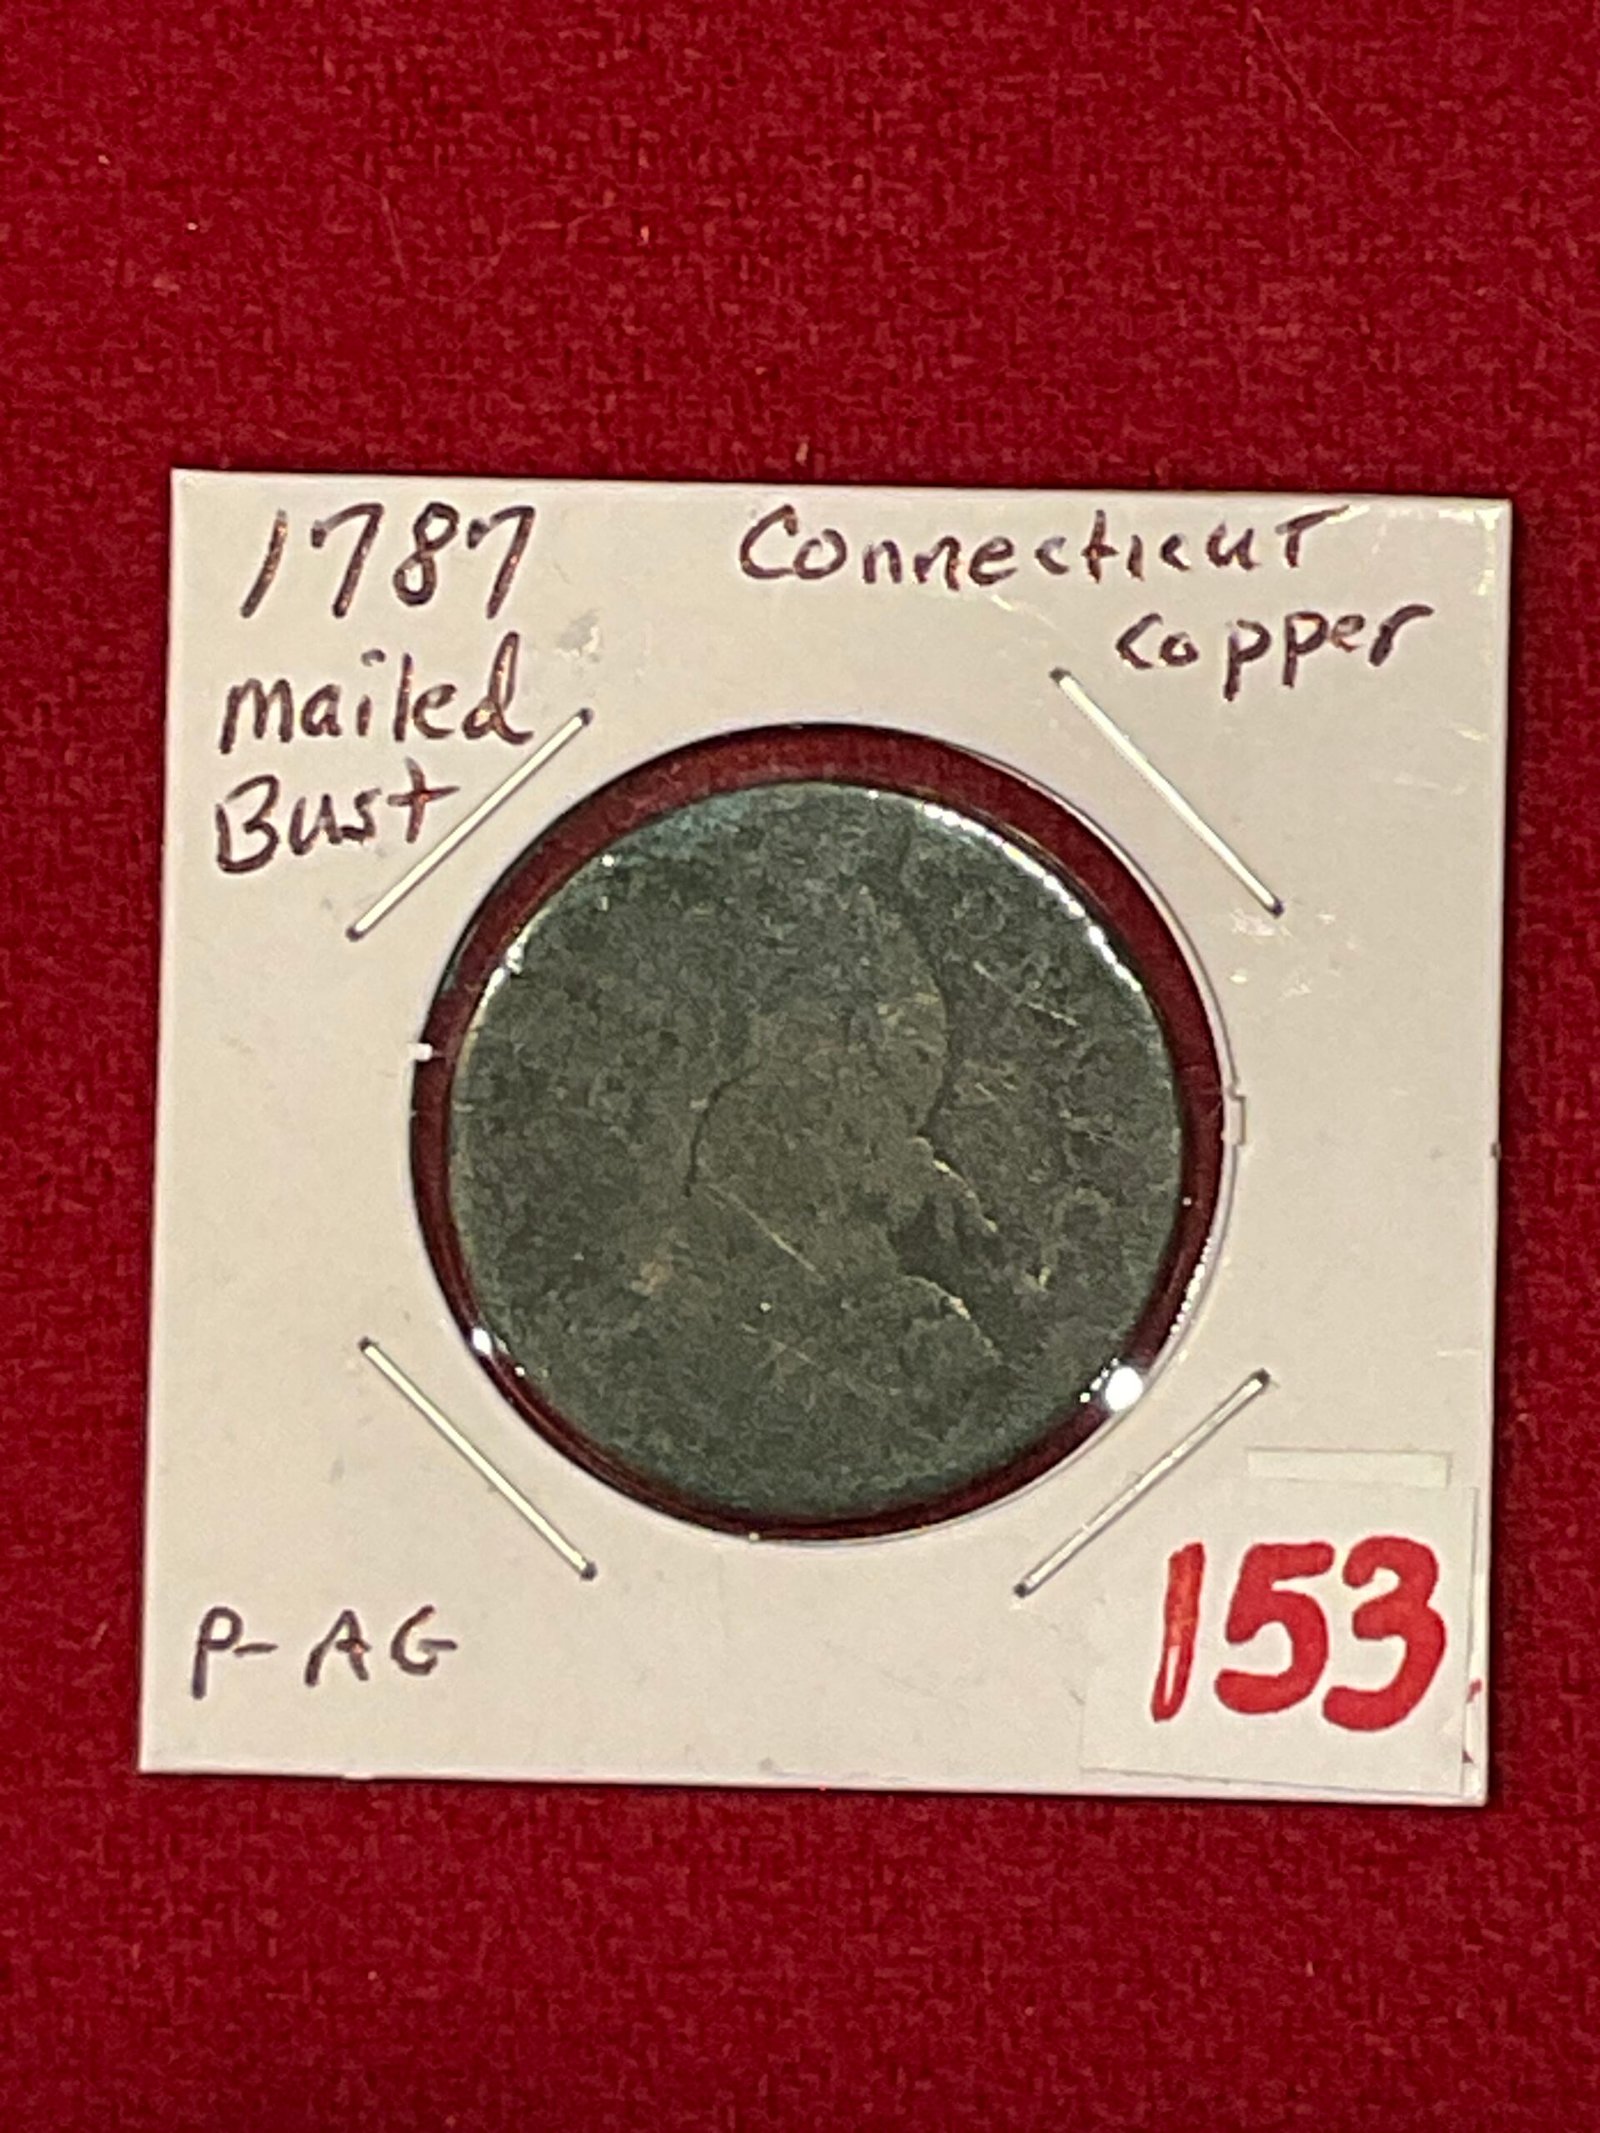 1787 Connecticut
copper
mailed
Bust
P-AG
153